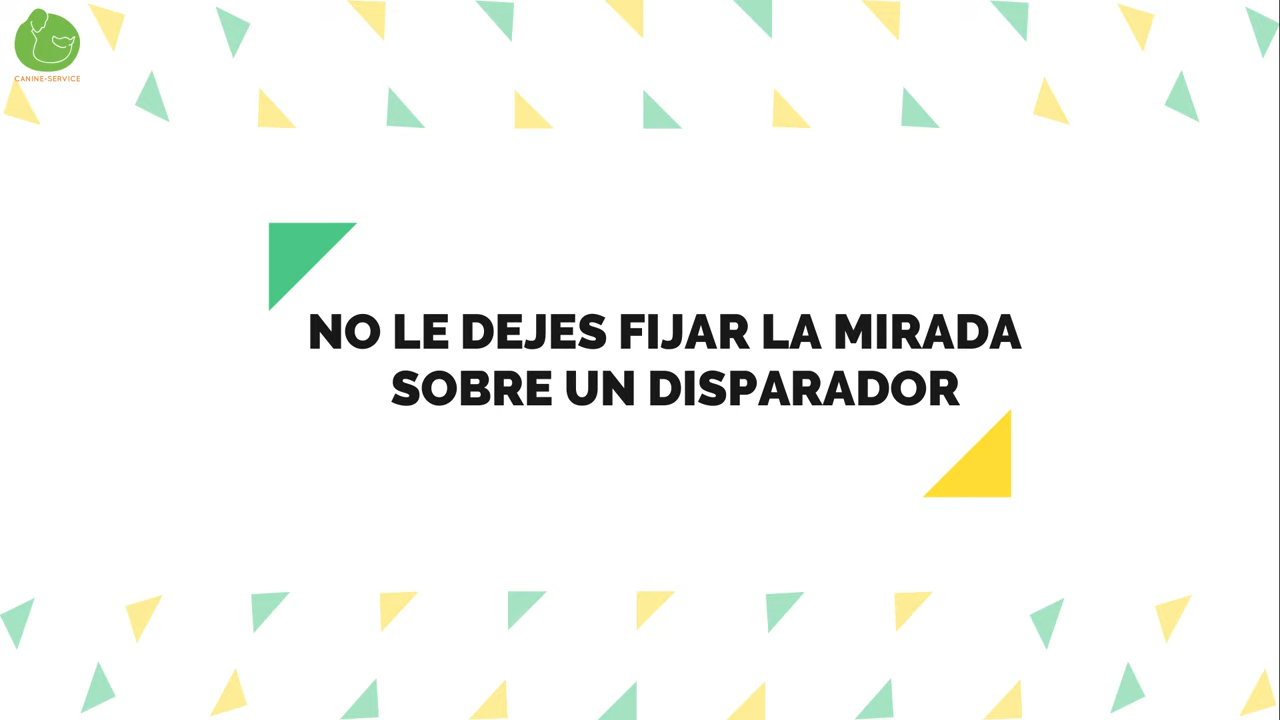 CANINE-SERVICE
NO LE DEJES FIJAR LA MIRADA
SOBRE UN DISPARADOR